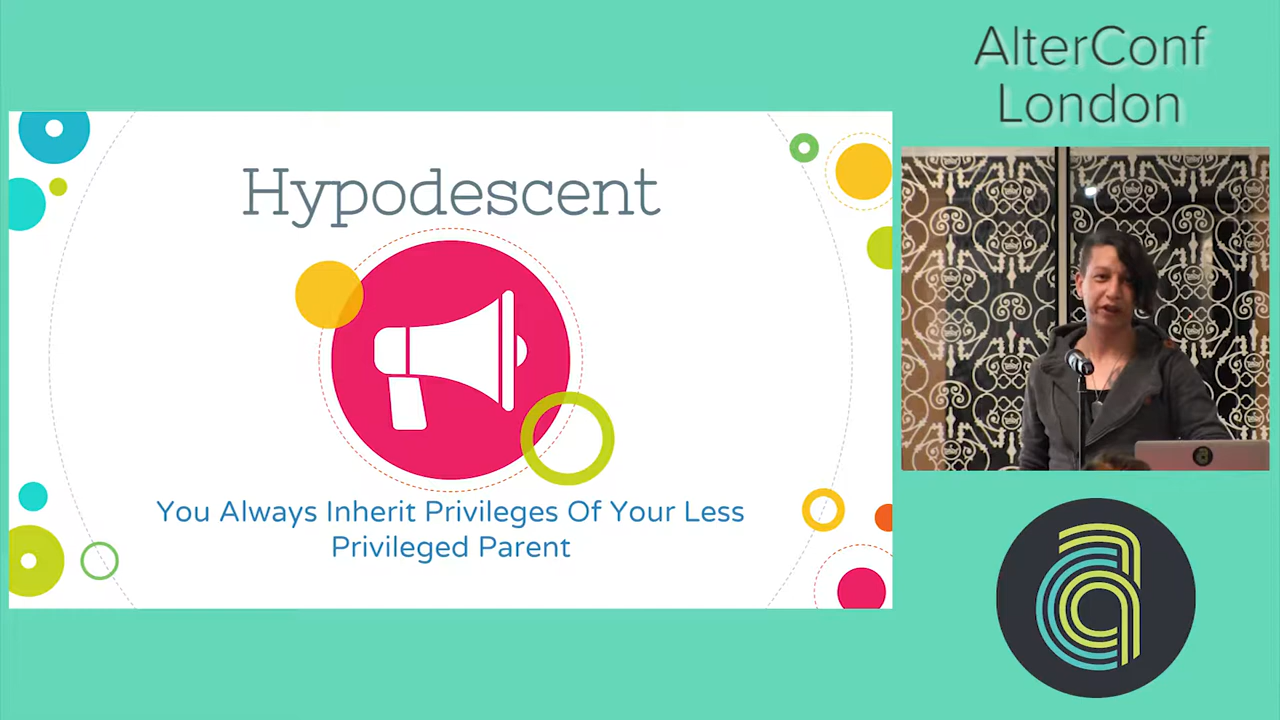 AlterConf
London
Hypodescent
You Always Inherit Privileges Of Your Less
Privileged Parent